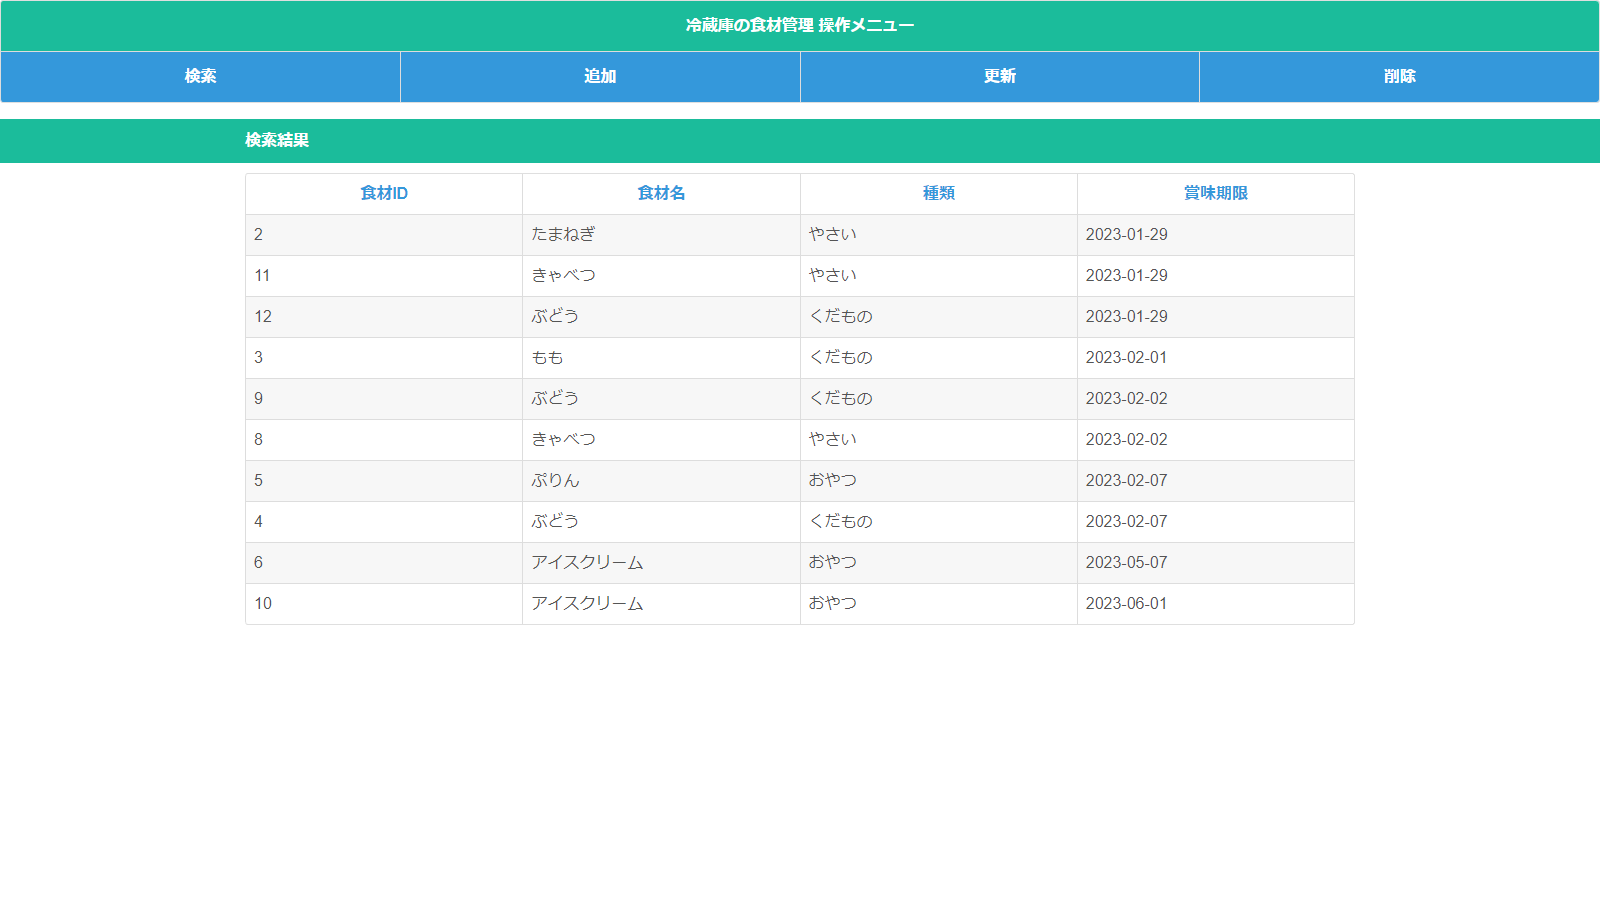 冷蔵庫の食材管理 操作メニュー
検索 追加 更新 削除
検索結果
食材ID 食材名 種類 賞味期限
2 たまねぎ やさい 2023-01-29
11 きゃべつ やさい 2023-01-29
12 ぶどう くだもの 2023-01-29
3 もも くだもの 2023-02-01
9 ぶどう くだもの 2023-02-02
8 きゃべつ やさい 2023-02-02
5 ぷりん おやつ 2023-02-07
4 ぶどう くだもの 2023-02-07
6 アイスクリーム おやつ 2023-05-07
10 アイスクリーム おやつ 2023-06-01